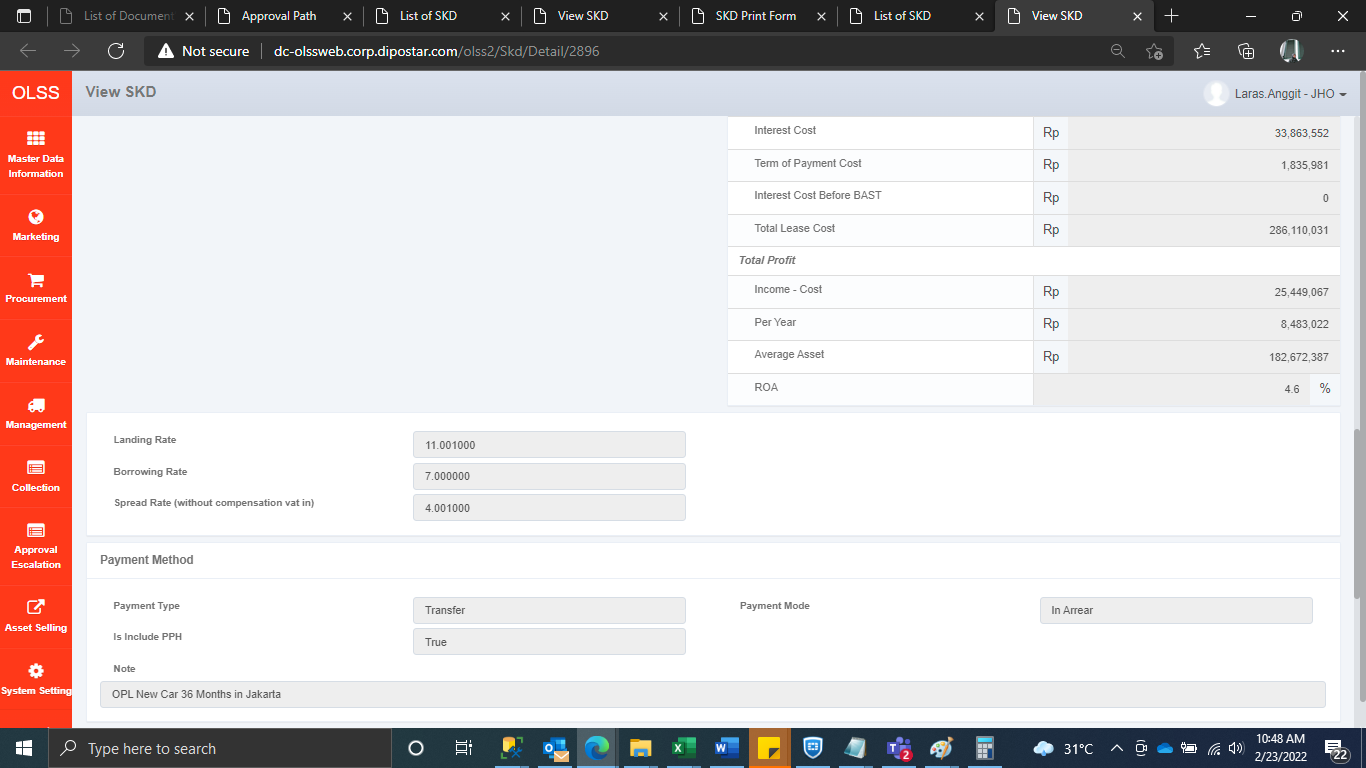 List of Document
Approval Path
List of SKD
View SKD
SKD Print Form
List of SKD
View SKD
Not secure
dc-olssweb.corp.dipostar.com/olss2/Skd/Detail/2896
OLSS
View SKD
Laras.Anggit - JHO
Master Data
Information
Marketing
Procurement
Maintenance
Management
Collection
Approval
Escalation
Asset Selling
System Setting
Interest Cost Rp 33,863,552
Term of Payment Cost Rp 1,835,981
Interest Cost Before BAST Rp 0
Total Lease Cost Rp 286,110,031
Total Profit
Income - Cost Rp 25,449,067
Per Year Rp 8,483,022
Average Asset Rp 182,672,387
ROA 4.6 %
Landing Rate 11.001000
Borrowing Rate 7.000000
Spread Rate (without compensation vat in) 4.001000
Payment Method
Payment Type Transfer Payment Mode In Arrear
Is Include PPH True
Note
OPL New Car 36 Months in Jakarta
Type here to search
2
31°C
10:48 AM
2/23/2022
22